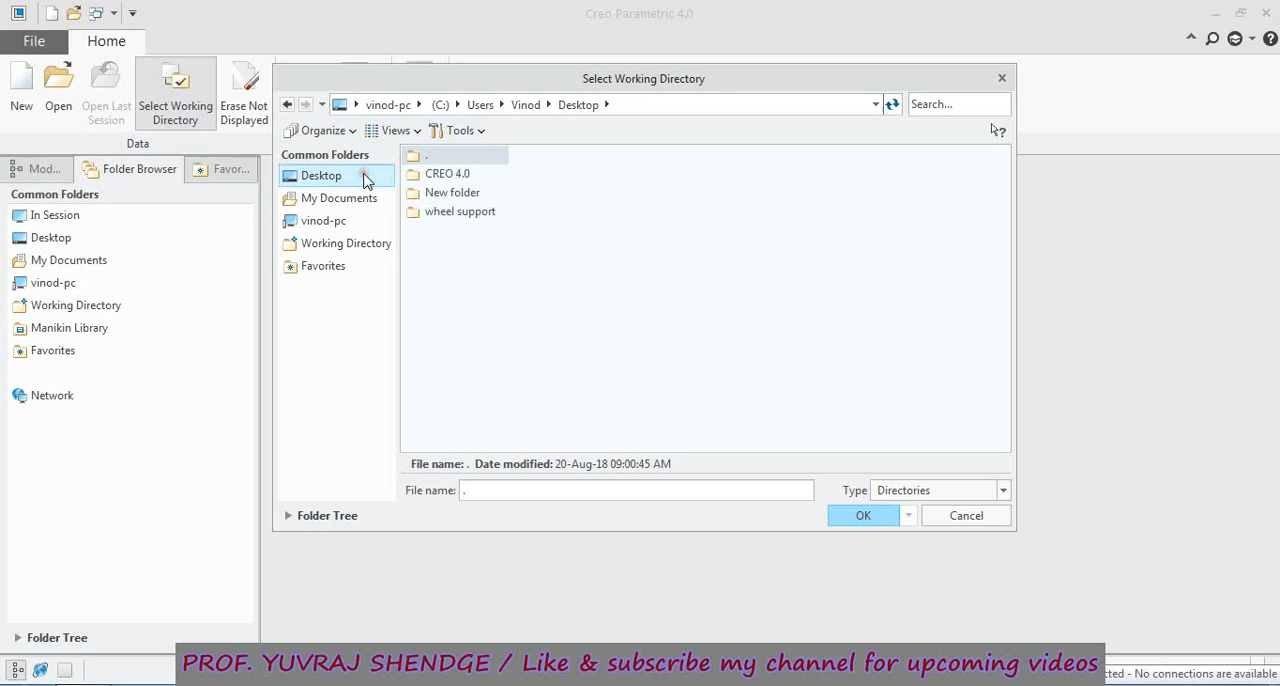 Creo Parametric 4.0
File
Home
New
Open
Open Last Session
Select Working Directory
Erase Not Displayed
Data
Mod...
Folder Browser
Favor...
Common Folders
In Session
Desktop
My Documents
vinod-pc
Working Directory
Manikin Library
Favorites
Network
Folder Tree
Select Working Directory
vinod-pc
(C:)
Users
Vinod
Desktop
Search...
Organize
Views
Tools
Common Folders
Desktop
My Documents
vinod-pc
Working Directory
Favorites
.
CREO 4.0
New folder
wheel support
File name: . Date modified: 20-Aug-18 09:00:45 AM
File name: .
Type Directories
Folder Tree
OK
Cancel
PROF. YUVRAJ SHENDGE / Like & subscribe my channel for upcoming videos
cted - No connections are available